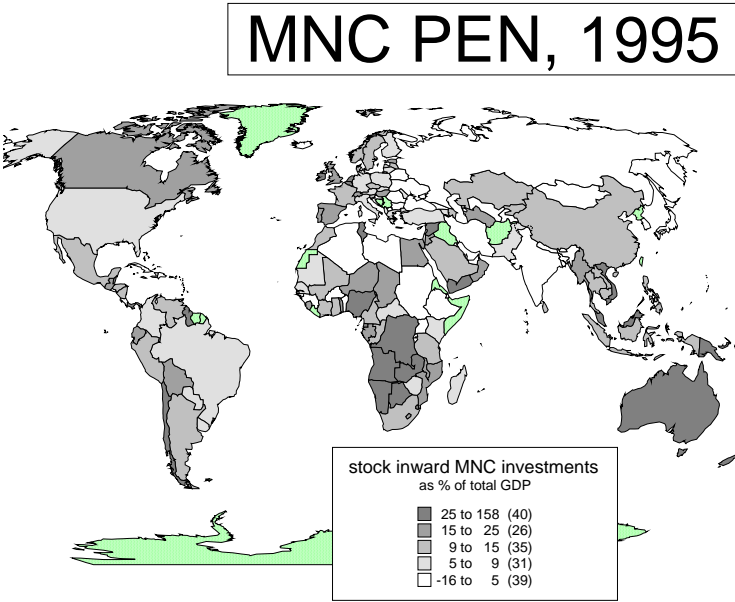 MNC PEN, 1995
stock inward MNC investments
as % of total GDP
25 to 158 (40)
15 to 25 (26)
9 to 15 (35)
5 to 9 (31)
-16 to 5 (39)